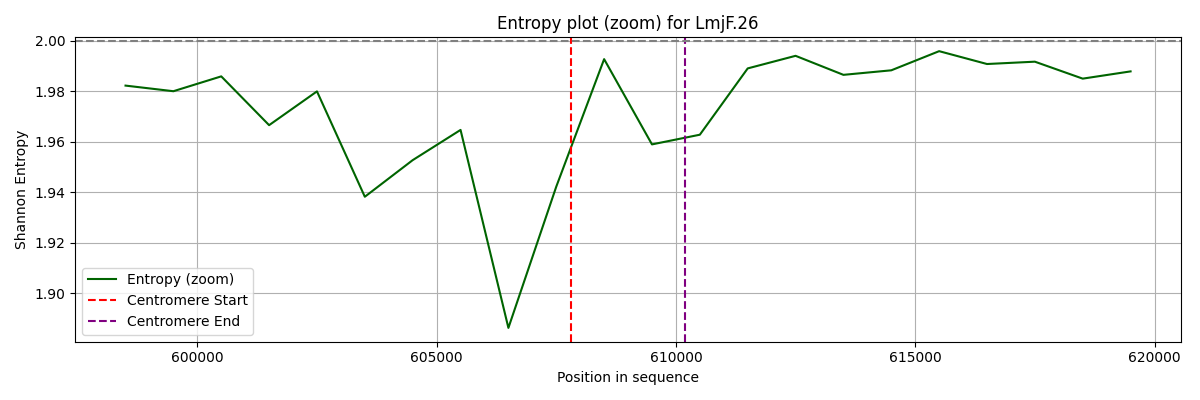 Entropy plot (zoom) for LmjF.26
2.00
1.98
1.96
1.94
1.92
1.90
Shannon Entropy
Entropy (zoom)
Centromere Start
Centromere End
600000 605000 610000 615000 620000
Position in sequence